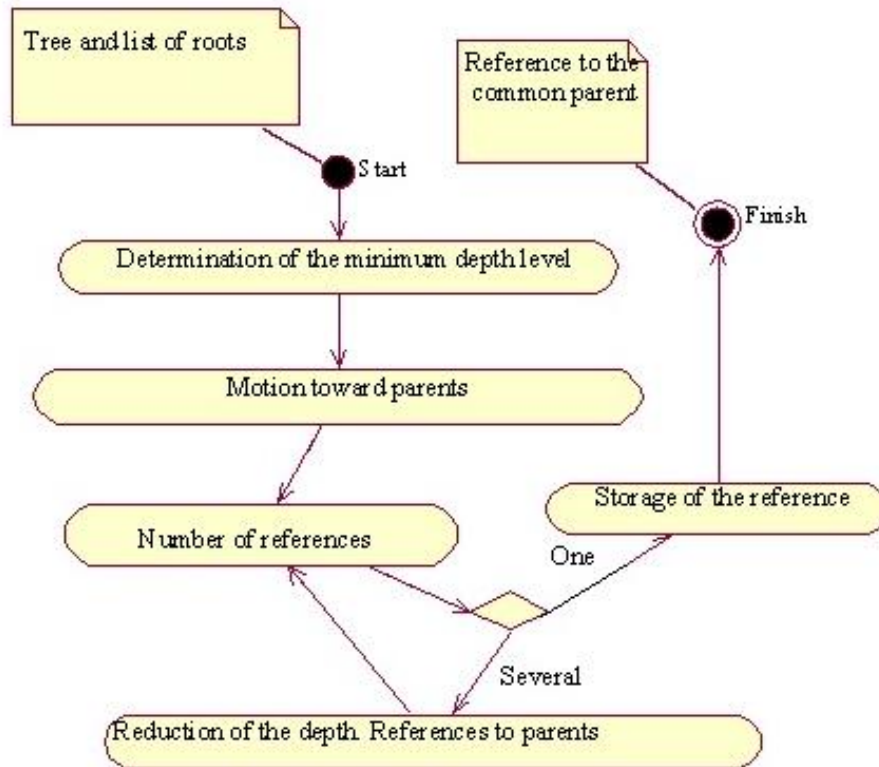 Tree and list of roots
Reference to the
common parent
Start
Finish
Determination of the minimum depth level
Motion toward parents
Storage of the reference
Number of references
One
Several
Reduction of the depth. References to parents